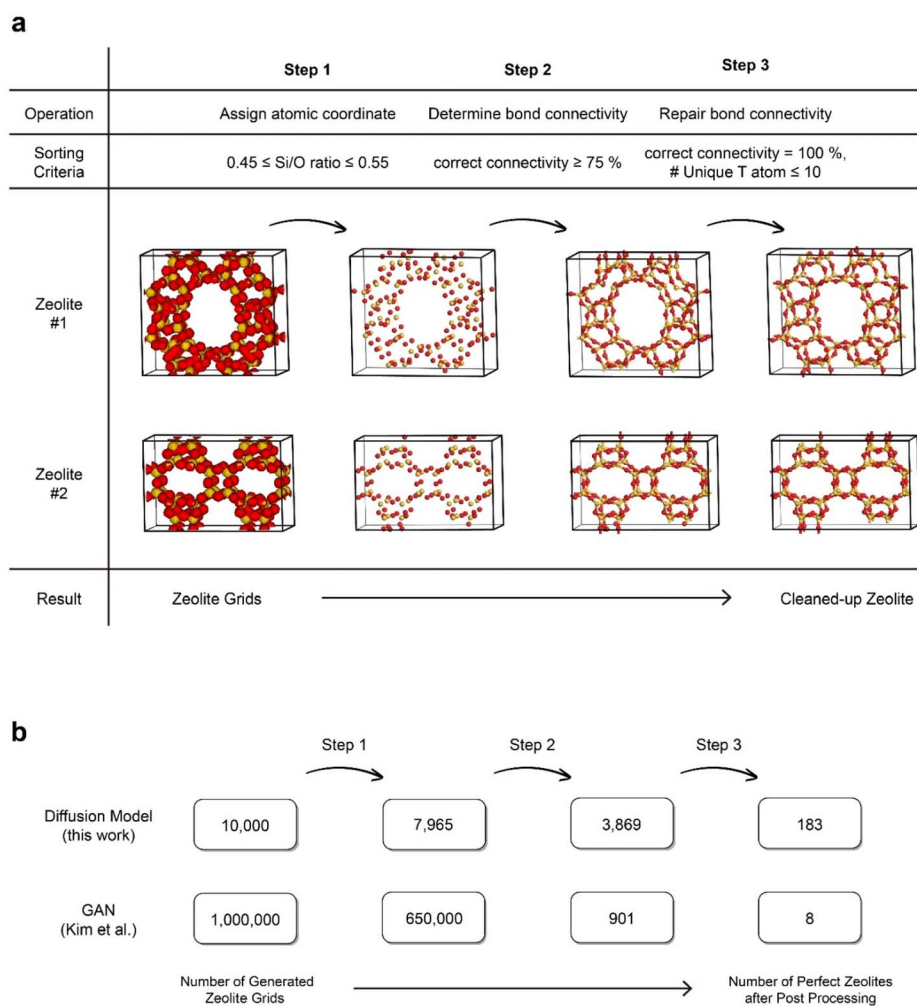 a
Step 1 Step 2 Step 3
Operation Assign atomic coordinate Determine bond connectivity Repair bond connectivity
Sorting
Criteria
0.45 ≤ Si/O ratio ≤ 0.55
correct connectivity ≥ 75 %
correct connectivity = 100 %,
# Unique T atom ≤ 10
Zeolite
#1
Zeolite
#2
Result Zeolite Grids Cleaned-up Zeolite
b
Step 1 Step 2 Step 3
Diffusion Model
(this work)
10,000 7,965 3,869 183
GAN
(Kim et al.)
1,000,000 650,000 901 8
Number of Generated
Zeolite Grids
Number of Perfect Zeolites
after Post Processing